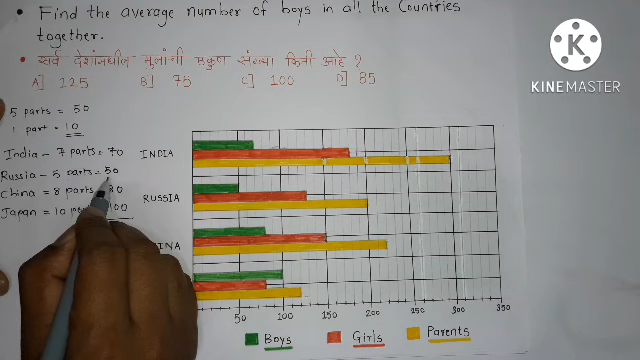 • Find the average number of boys in all the Countries
together.
• सर्व देशांमधील मुलांची एकुण संख्या किती आहे ?
A] 125 B] 75 C] 100 D] 85
KINEMASTER
5 parts = 50
1 part = 10
India - 7 parts = 70
Russia - 5 parts = 50
China = 8 parts = 80
Japan = 10 100
INDIA
RUSSIA
50 100 150 200 250 300 350
Boys Girls Parents